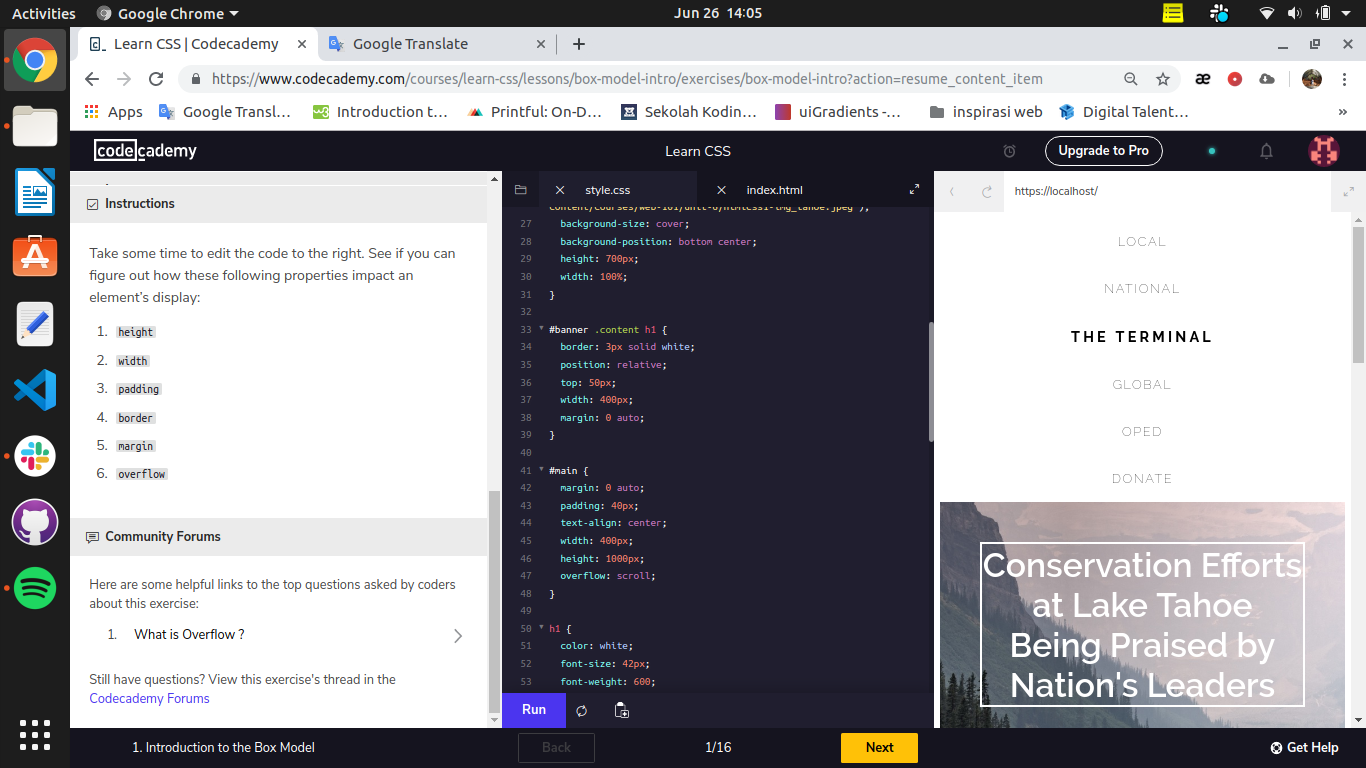 Activities
Google Chrome
Jun 26 14:05
Learn CSS | Codecademy
Google Translate
https://www.codecademy.com/courses/learn-css/lessons/box-model-intro/exercises/box-model-intro?action=resume_content_item
Apps
Google Transl…
Introduction t…
Printful: On-D…
Sekolah Kodin…
uiGradients -…
inspirasi web
Digital Talent…
»
codecademy
Learn CSS
Upgrade to Pro
Instructions
Take some time to edit the code to the right. See if you can
figure out how these following properties impact an
element's display:
1. height
2. width
3. padding
4. border
5. margin
6. overflow
Community Forums
Here are some helpful links to the top questions asked by coders
about this exercise:
1. What is Overflow ?
Still have questions? View this exercise's thread in the
Codecademy Forums
style.css
index.html
27 background-size: cover;
28 background-position: bottom center;
29 height: 700px;
30 width: 100%;
31 }
32
33 #banner .content h1 {
34 border: 3px solid white;
35 position: relative;
36 top: 50px;
37 width: 400px;
38 margin: 0 auto;
39 }
40
41 #main {
42 margin: 0 auto;
43 padding: 40px;
44 text-align: center;
45 width: 400px;
46 height: 1000px;
47 overflow: scroll;
48 }
49
50 h1 {
51 color: white;
52 font-size: 42px;
53 font-weight: 600;
Run
https://localhost/
LOCAL
NATIONAL
THE TERMINAL
GLOBAL
OPED
DONATE
Conservation Efforts
at Lake Tahoe
Being Praised by
Nation's Leaders
1. Introduction to the Box Model
Back
1/16
Next
Get Help